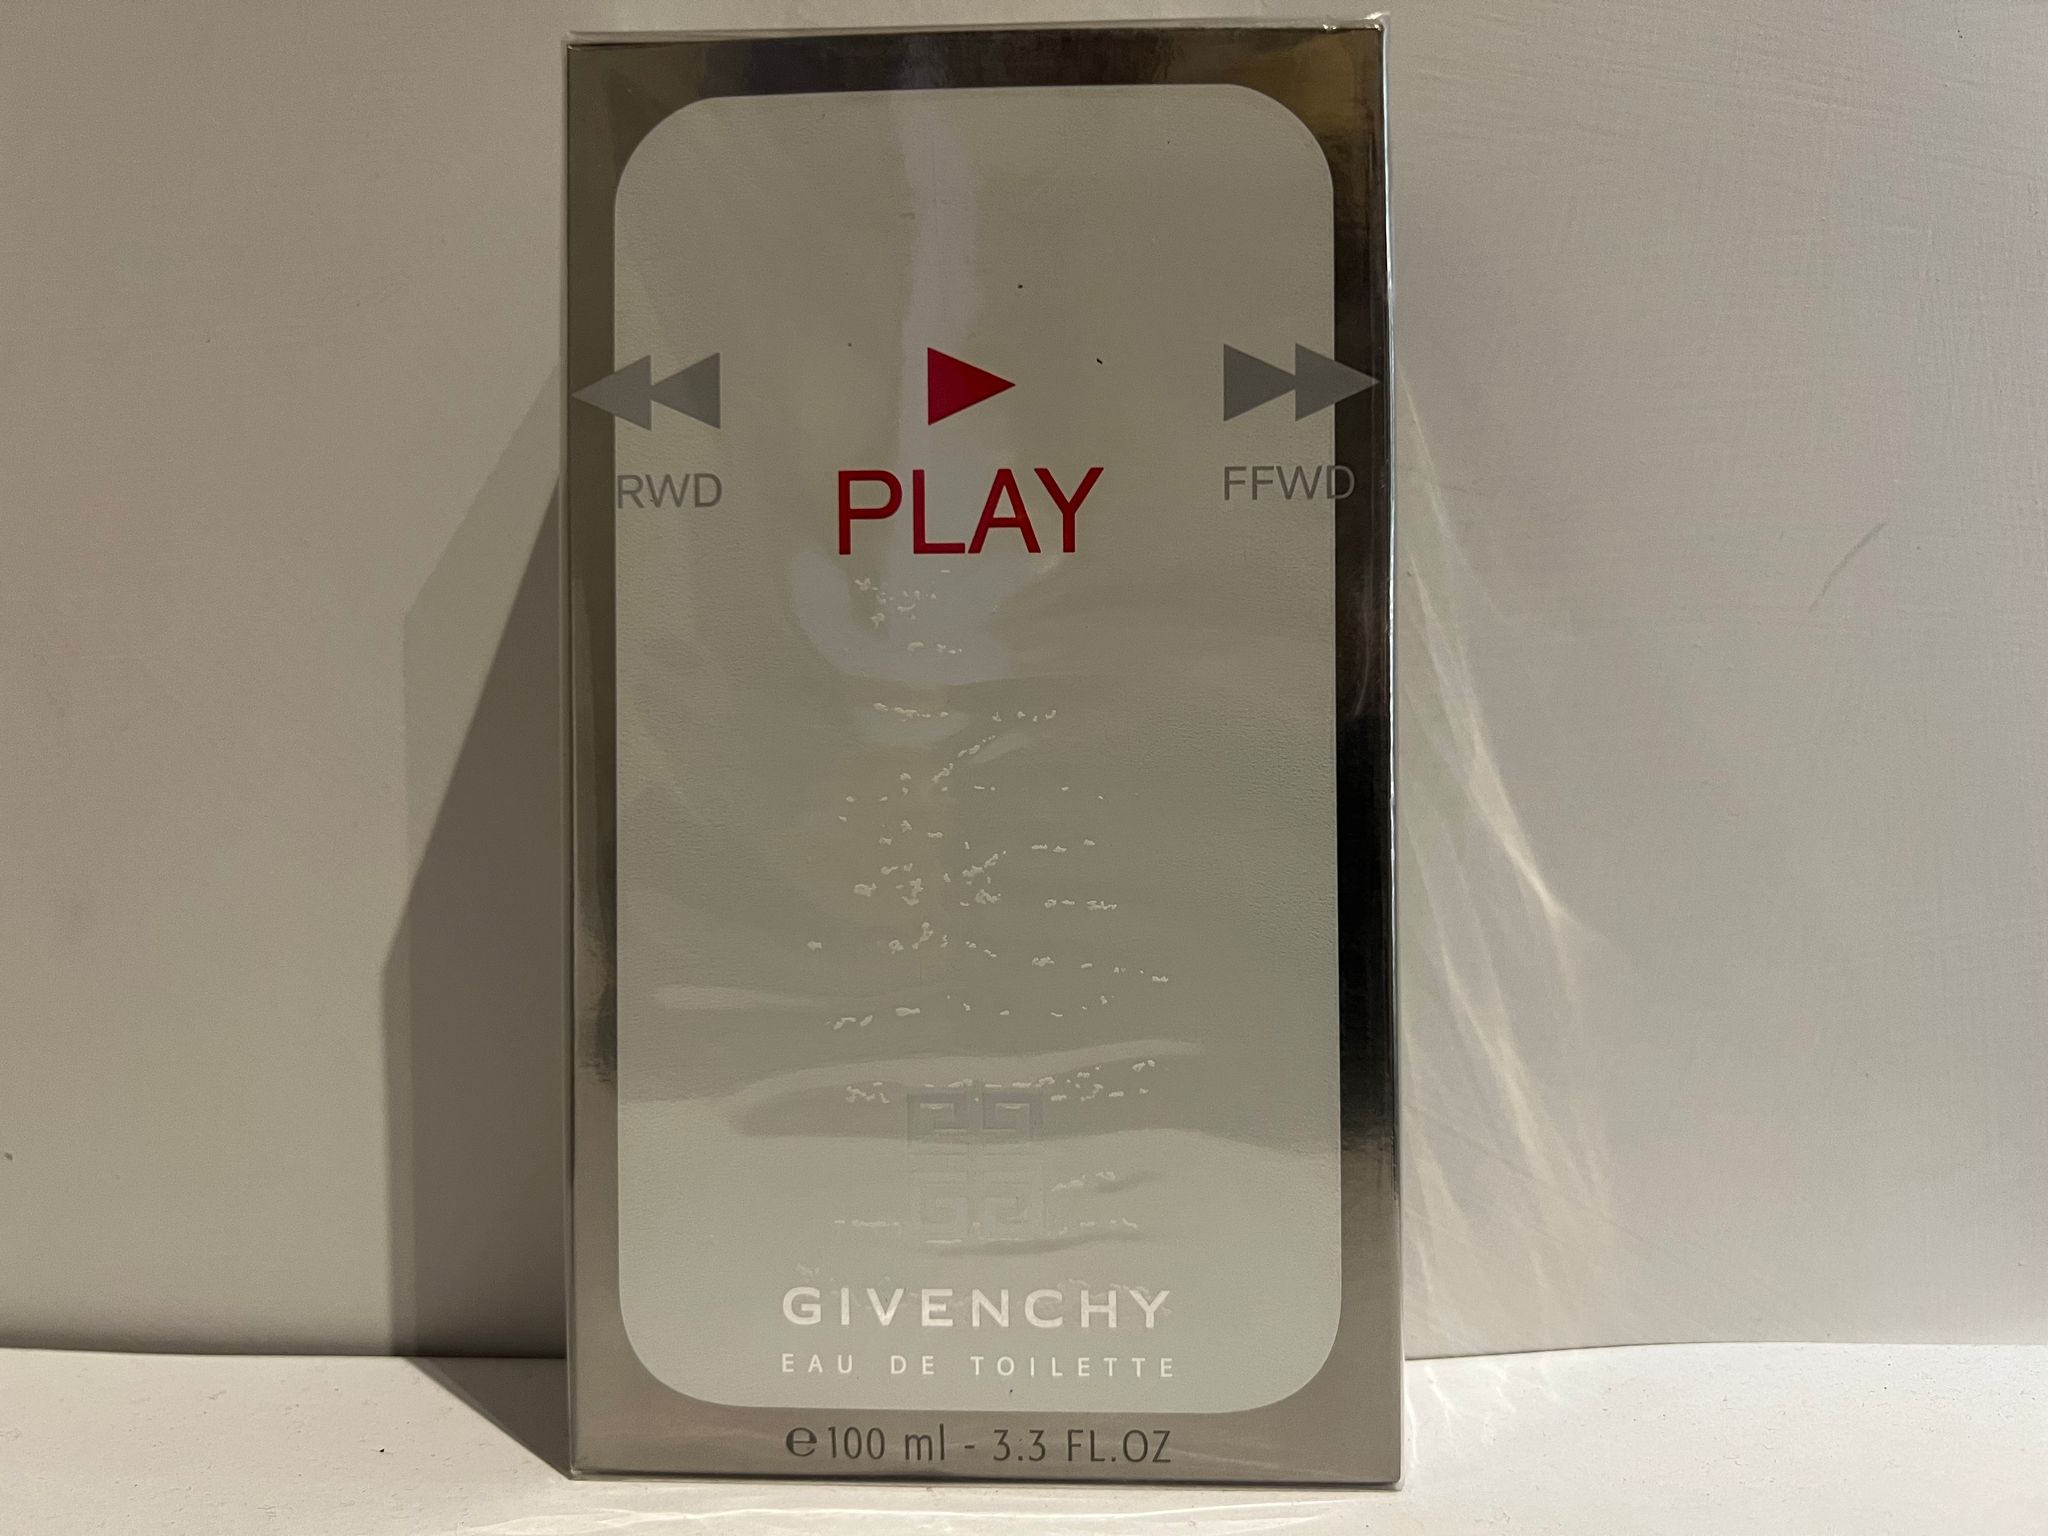 RWD PLAY FFWD
GIVENCHY
EAU DE TOILETTE
℮100 ml - 3.3 FL.OZ